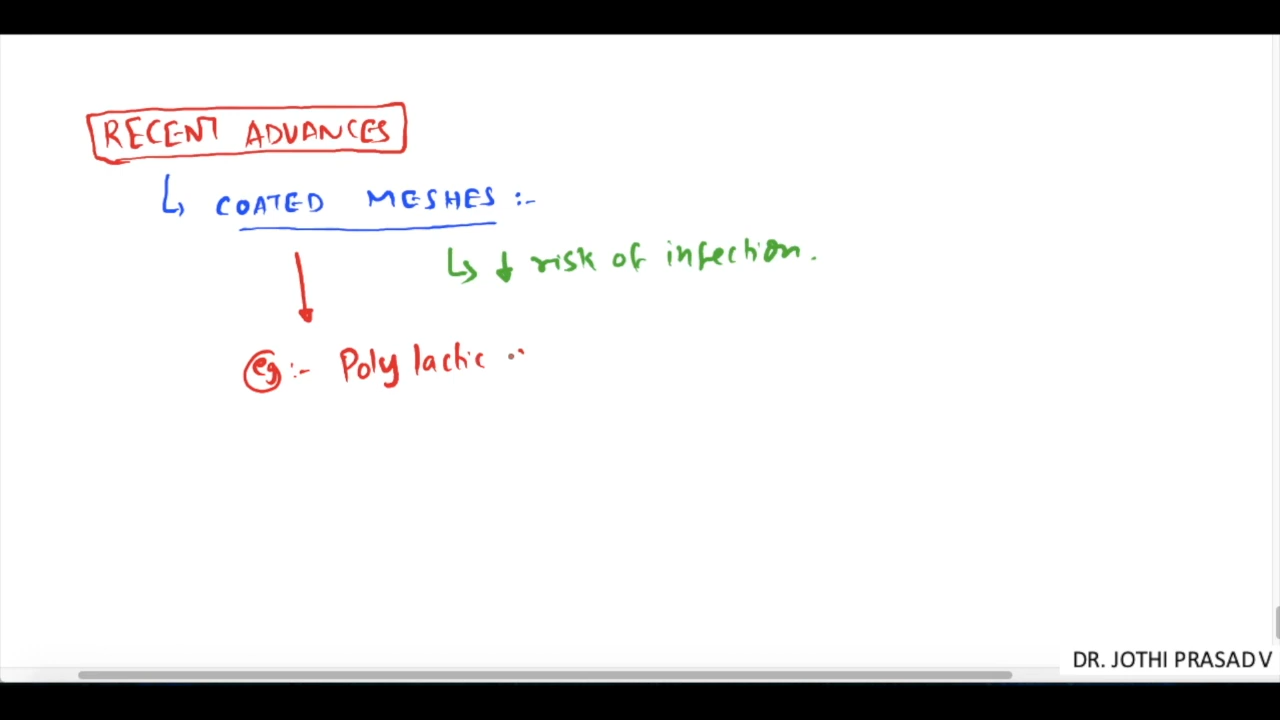 RECENT ADVANCES
↳ COATED MESHES :-
↳ ↓ risk of infection.
eg :- Poly lactic
DR. JOTHI PRASAD V